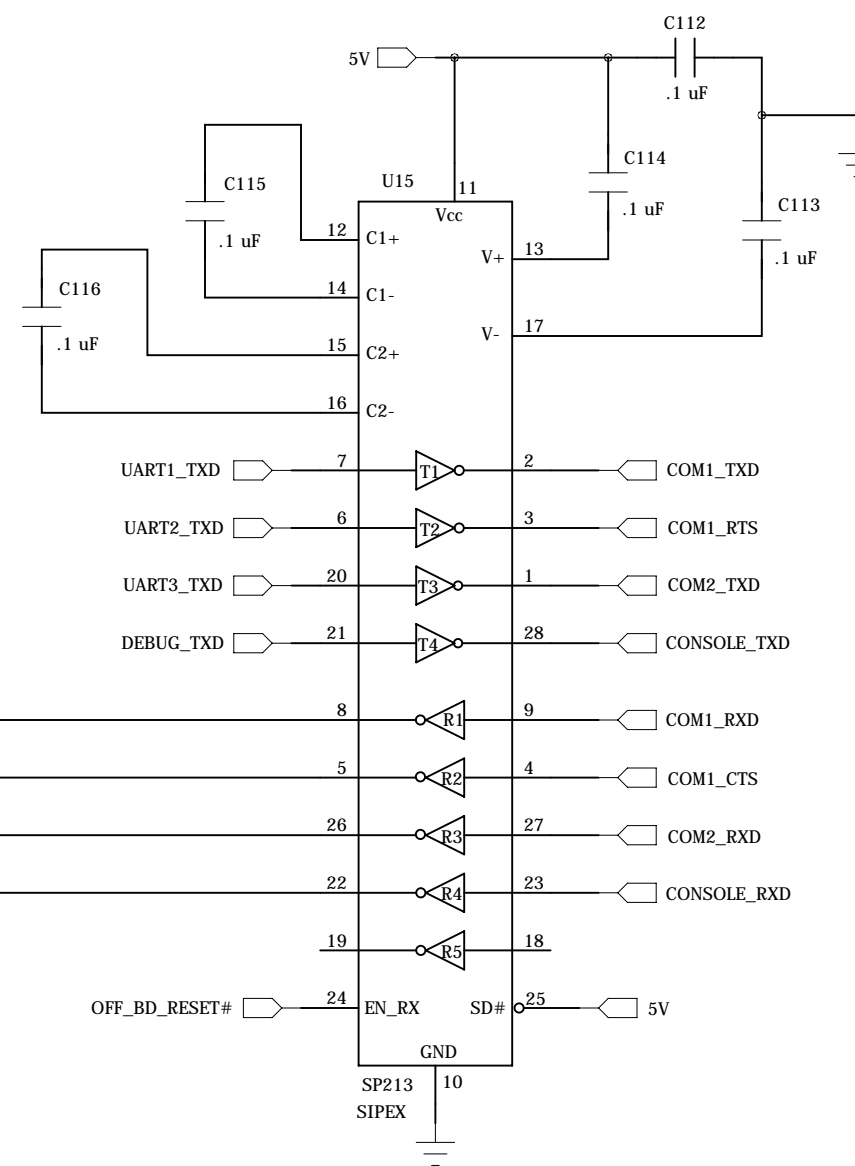 C112
5V
.1 uF
C114
C115
U15
11
C113
.1 uF
Vcc
12
C1+
.1 uF
13
V+
.1 uF
C116
14
C1-
17
V-
.1 uF
15
C2+
16
C2-
UART1_TXD
7
T1
2
COM1_TXD
UART2_TXD
6
T2
3
COM1_RTS
UART3_TXD
20
T3
1
COM2_TXD
DEBUG_TXD
21
T4
28
CONSOLE_TXD
8
R1
9
COM1_RXD
5
R2
4
COM1_CTS
26
R3
27
COM2_RXD
22
R4
23
CONSOLE_RXD
19
R5
18
OFF_BD_RESET#
24
EN_RX
SD#
25
5V
GND
SP213
10
SIPEX